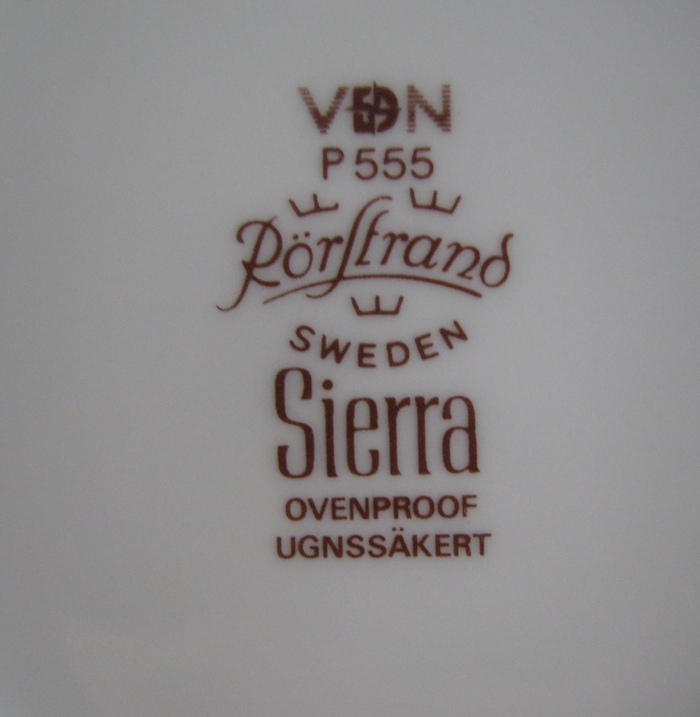 VDN
P555
Rörstrand
SWEDEN
Sierra
OVENPROOF
UGNSSÄKERT